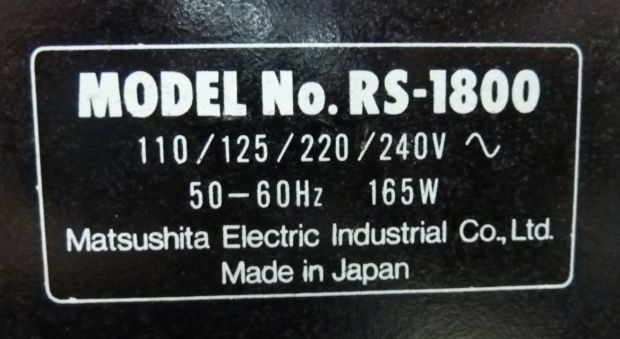 MODEL No. RS-1800
110/125/220/240V ∿
50-60Hz 165W
Matsushita Electric Industrial Co., Ltd.
Made in Japan